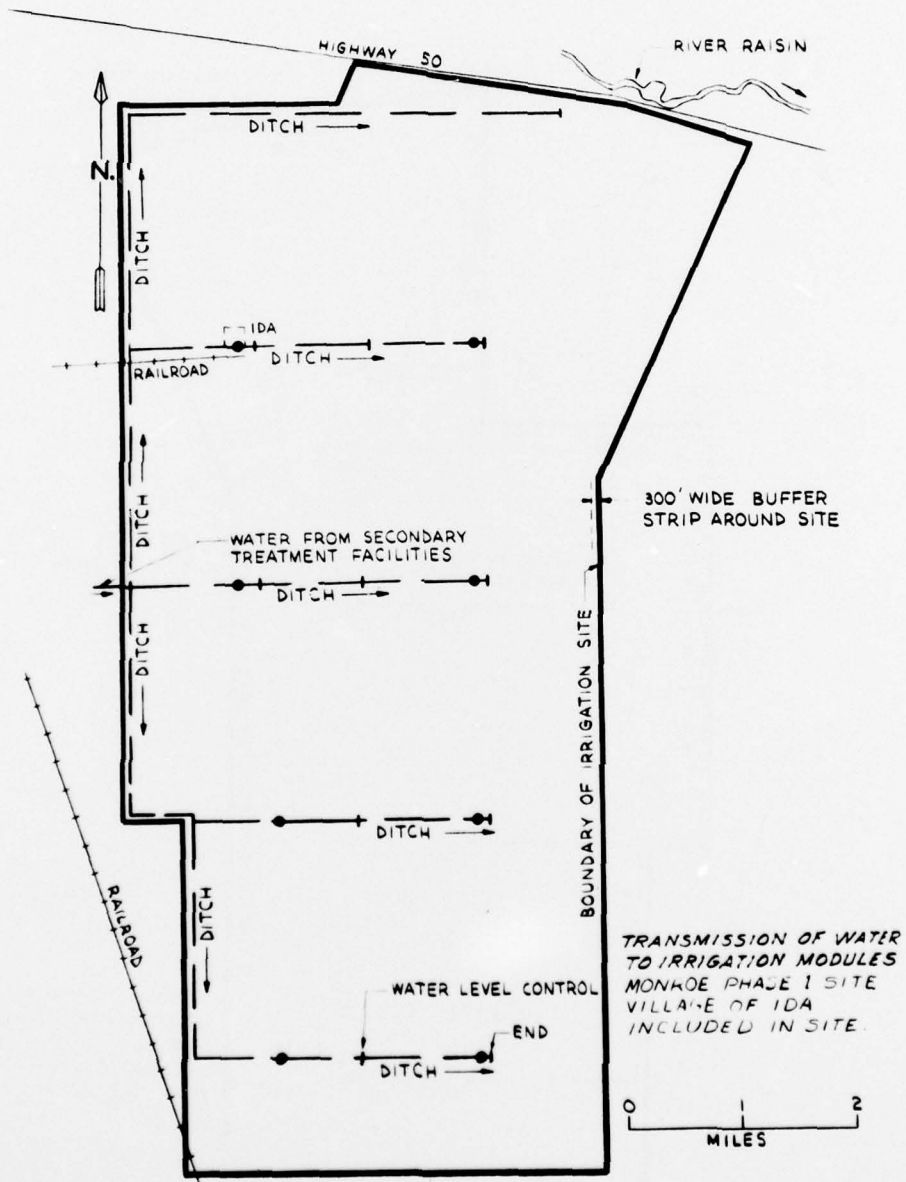 HIGHWAY 50
RIVER RAISIN
DITCH
N.
DITCH
IDA
DITCH
RAILROAD
300' WIDE BUFFER
STRIP AROUND SITE
DITCH
WATER FROM SECONDARY
TREATMENT FACILITIES
DITCH
DITCH
BOUNDARY OF IRRIGATION SITE
DITCH
RAILROAD
DITCH
TRANSMISSION OF WATER
TO IRRIGATION MODULES
MONROE PHASE 1 SITE
VILLAGE OF IDA
INCLUDED IN SITE.
WATER LEVEL CONTROL
END
DITCH
0 1 2
MILES